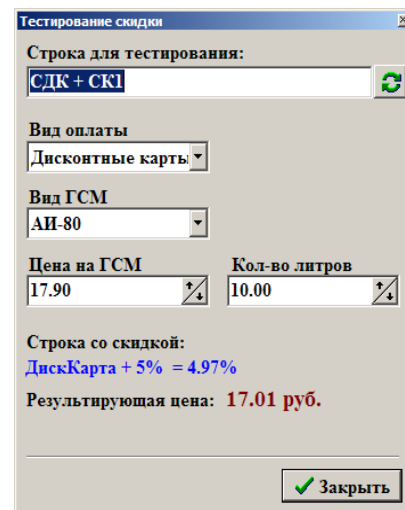 Тестирование скидки
Строка для тестирования:
СДК + СК1
Вид оплаты
Дисконтные карты
Вид ГСМ
АИ-80
Цена на ГСМ Кол-во литров
17.90 10.00
Строка со скидкой:
ДискКарта + 5% = 4.97%
Результирующая цена: 17.01 руб.
Закрыть